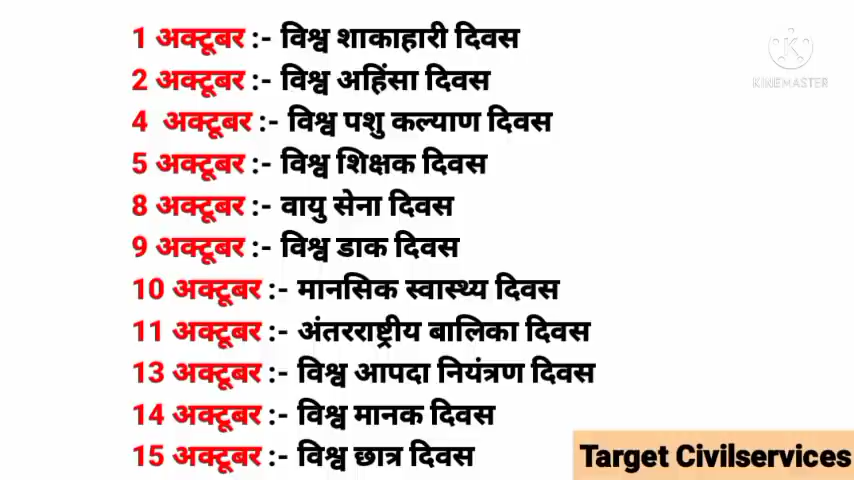 1 अक्टूबर :- विश्व शाकाहारी दिवस
2 अक्टूबर :- विश्व अहिंसा दिवस
4 अक्टूबर :- विश्व पशु कल्याण दिवस
5 अक्टूबर :- विश्व शिक्षक दिवस
8 अक्टूबर :- वायु सेना दिवस
9 अक्टूबर :- विश्व डाक दिवस
10 अक्टूबर :- मानसिक स्वास्थ्य दिवस
11 अक्टूबर :- अंतरराष्ट्रीय बालिका दिवस
13 अक्टूबर :- विश्व आपदा नियंत्रण दिवस
14 अक्टूबर :- विश्व मानक दिवस
15 अक्टूबर :- विश्व छात्र दिवस
K
KINEMASTER
Target Civilservices